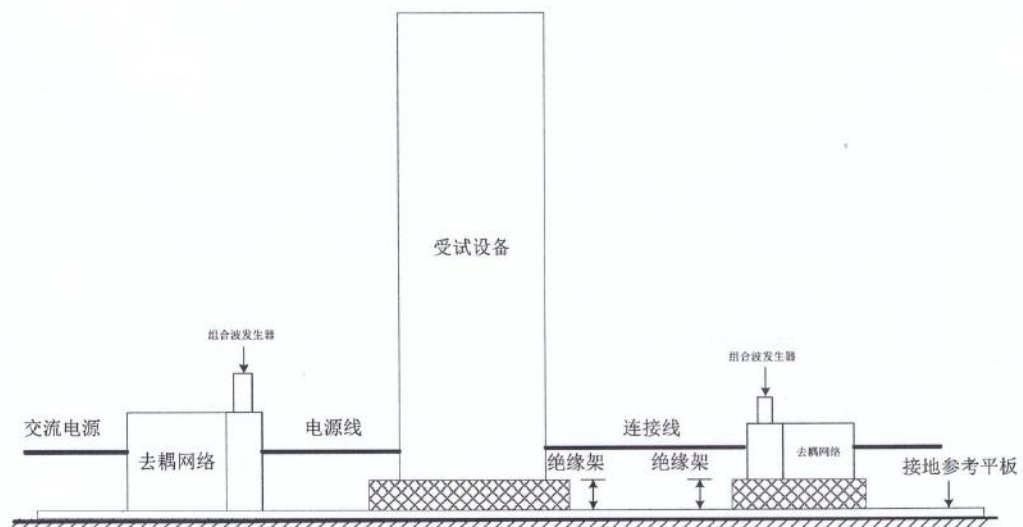 受试设备
组合波发生器
组合波发生器
交流电源
电源线
连接线
去耦网络
绝缘架
绝缘架
去耦网络
接地参考平板